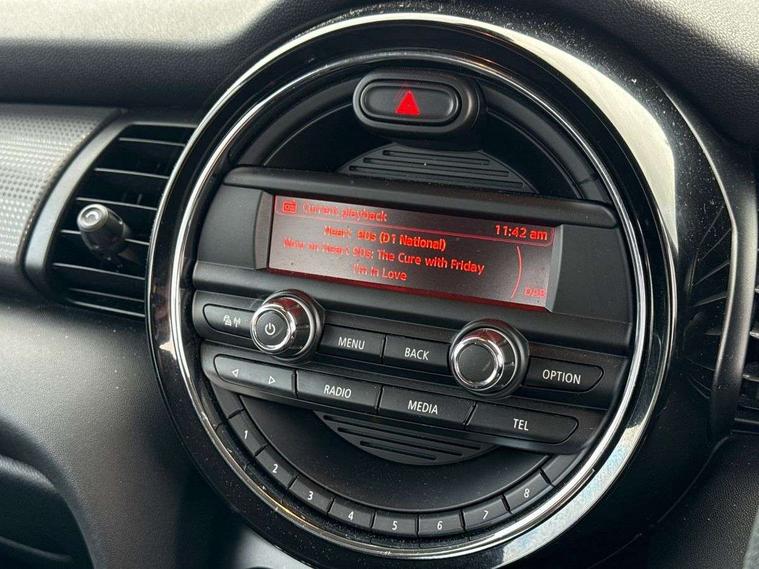 Current playback
11:42 am
Heart 90s (D1 National)
Now on Heart 90s: The Cure with Friday
I'm In Love
DAB
MENU
BACK
OPTION
RADIO
MEDIA
TEL
1 2 3 4 5 6 7 8